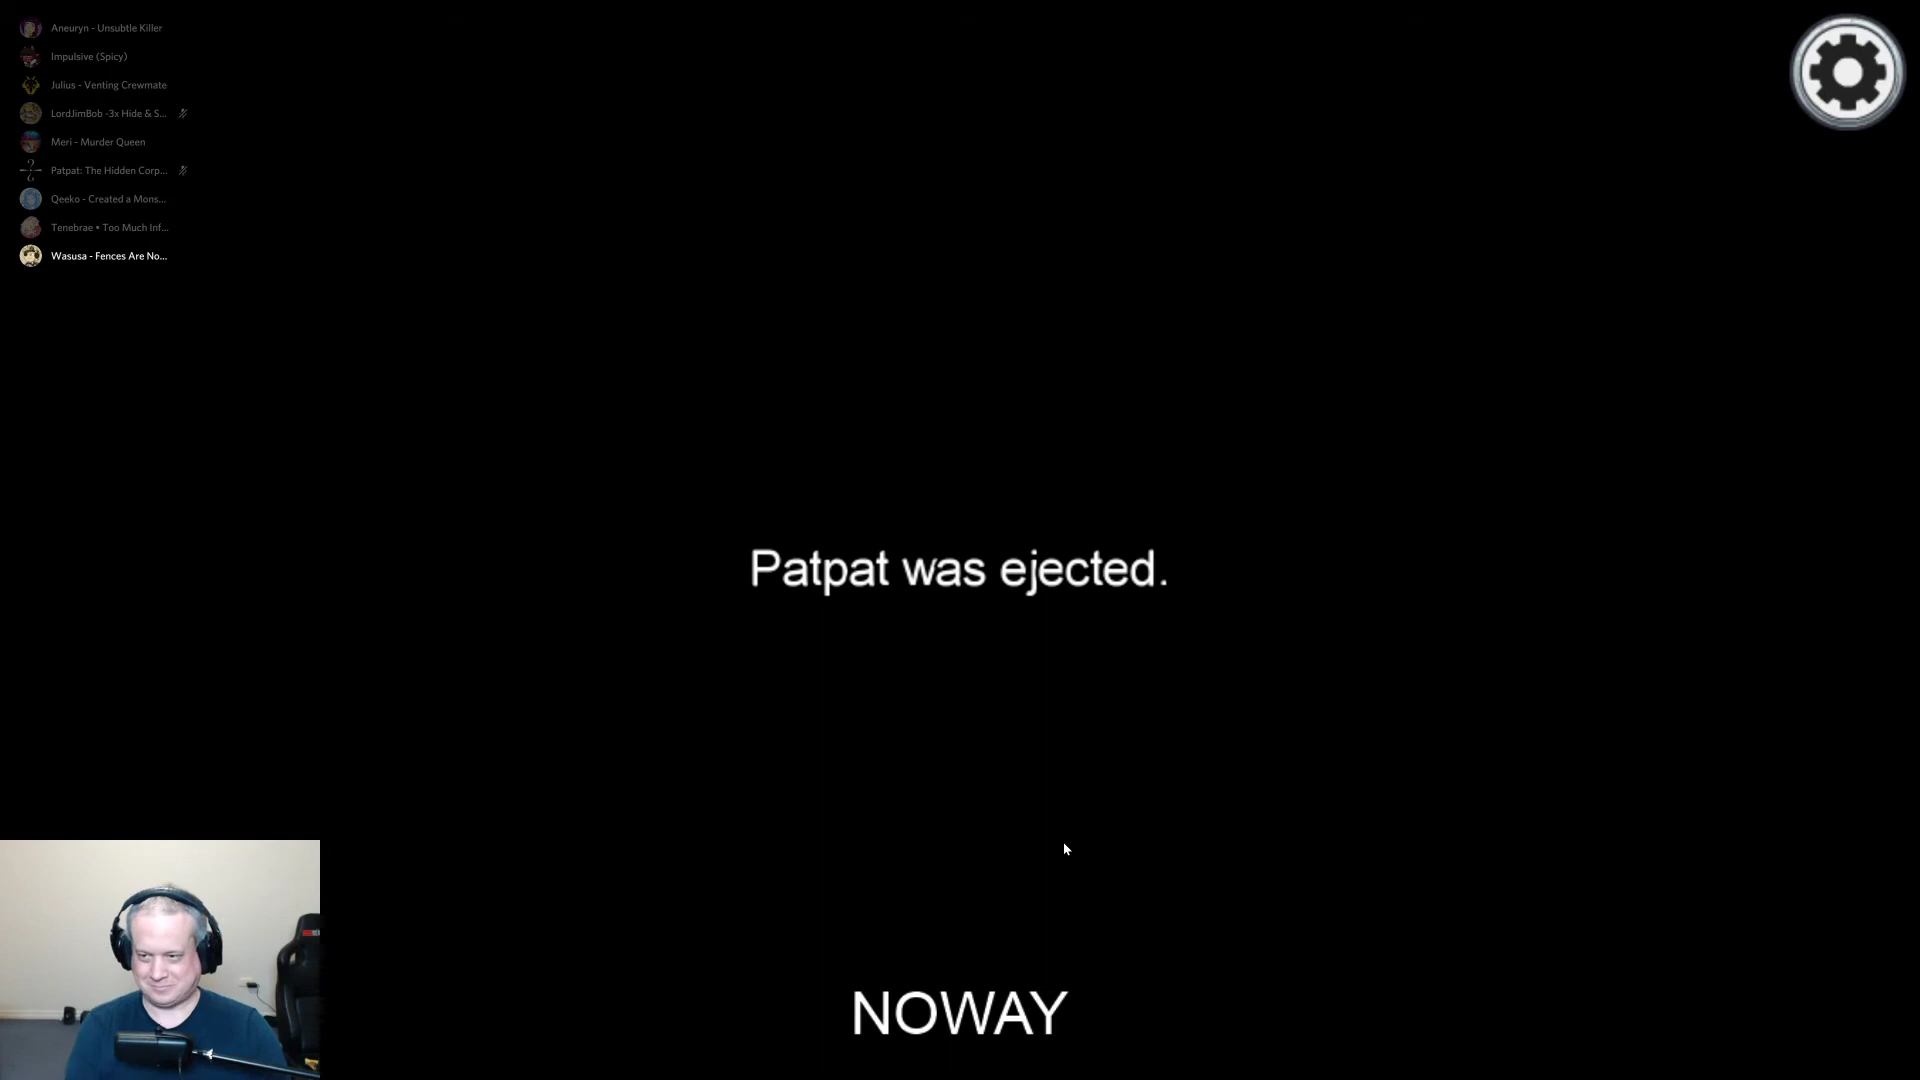 Aneuryn - Unsubtle Killer
Impulsive (Spicy)
Julius - Venting Crewmate
LordJimBob -3x Hide & S...
Meri - Murder Queen
Patpat: The Hidden Corp...
Qeeko - Created a Mons...
Tenebrae • Too Much Inf...
Wasusa - Fences Are No...
Patpat was ejected.
NOWAY